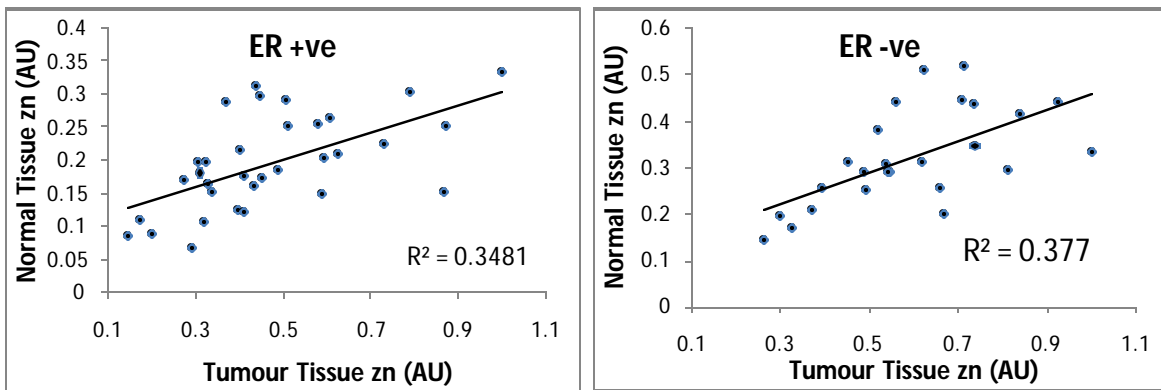 ER +ve
Normal Tissue zn (AU)
0.4
0.35
0.3
0.25
0.2
0.15
0.1
0.05
0
R² = 0.3481
0.1 0.3 0.5 0.7 0.9 1.1
Tumour Tissue zn (AU)
ER -ve
Normal Tissue zn (AU)
0.6
0.5
0.4
0.3
0.2
0.1
0
R² = 0.377
0.1 0.3 0.5 0.7 0.9 1.1
Tumour Tissue zn (AU)